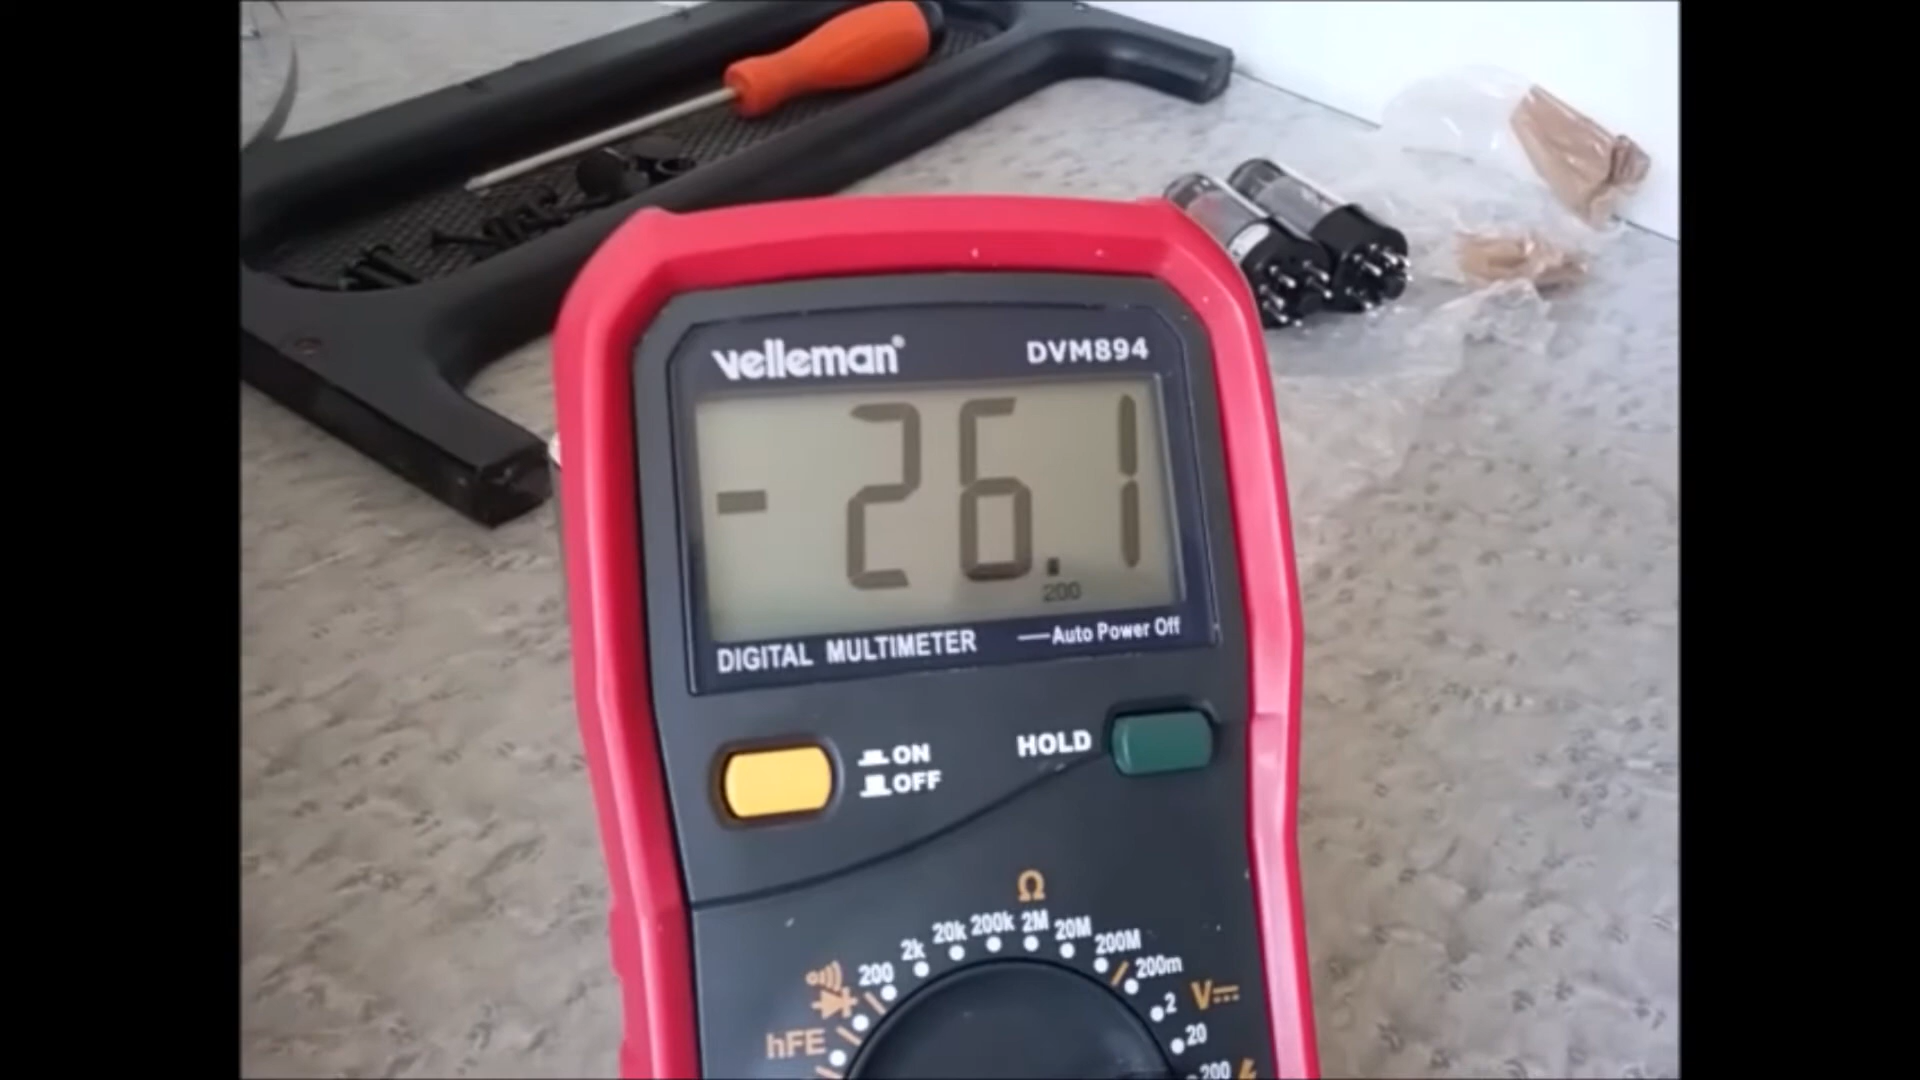 velleman® DVM894
- 26.1
200
DIGITAL MULTIMETER —Auto Power Off
ON
OFF
HOLD
Ω
200 2k 20k 200k 2M 20M 200M
200m
V
2
20
200
hFE